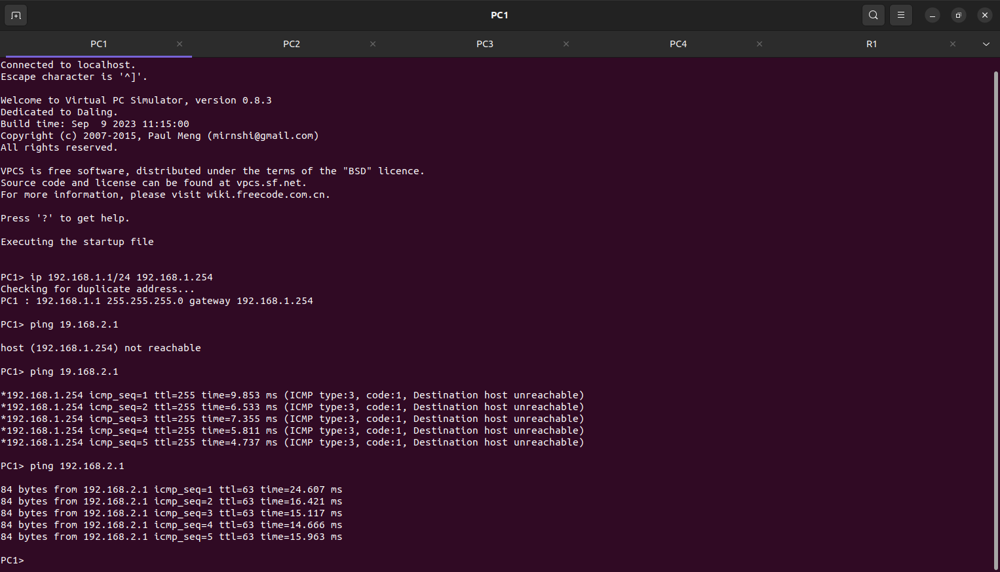 PC1
PC1 PC2 PC3 PC4 R1
Connected to localhost.
Escape character is '^]'.
Welcome to Virtual PC Simulator, version 0.8.3
Dedicated to Daling.
Build time: Sep  9 2023 11:15:00
Copyright (c) 2007-2015, Paul Meng (mirnshi@gmail.com)
All rights reserved.
VPCS is free software, distributed under the terms of the "BSD" licence.
Source code and license can be found at vpcs.sf.net.
For more information, please visit wiki.freecode.com.cn.
Press '?' to get help.
Executing the startup file
PC1> ip 192.168.1.1/24 192.168.1.254
Checking for duplicate address...
PC1 : 192.168.1.1 255.255.255.0 gateway 192.168.1.254
PC1> ping 19.168.2.1
host (192.168.1.254) not reachable
PC1> ping 19.168.2.1
*192.168.1.254 icmp_seq=1 ttl=255 time=9.853 ms (ICMP type:3, code:1, Destination host unreachable)
*192.168.1.254 icmp_seq=2 ttl=255 time=6.533 ms (ICMP type:3, code:1, Destination host unreachable)
*192.168.1.254 icmp_seq=3 ttl=255 time=7.355 ms (ICMP type:3, code:1, Destination host unreachable)
*192.168.1.254 icmp_seq=4 ttl=255 time=5.811 ms (ICMP type:3, code:1, Destination host unreachable)
*192.168.1.254 icmp_seq=5 ttl=255 time=4.737 ms (ICMP type:3, code:1, Destination host unreachable)
PC1> ping 192.168.2.1
84 bytes from 192.168.2.1 icmp_seq=1 ttl=63 time=24.607 ms
84 bytes from 192.168.2.1 icmp_seq=2 ttl=63 time=16.421 ms
84 bytes from 192.168.2.1 icmp_seq=3 ttl=63 time=15.117 ms
84 bytes from 192.168.2.1 icmp_seq=4 ttl=63 time=14.666 ms
84 bytes from 192.168.2.1 icmp_seq=5 ttl=63 time=15.963 ms
PC1>